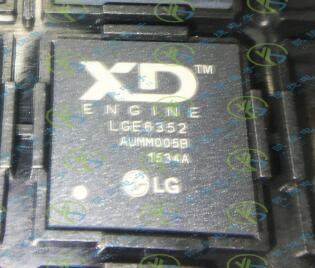 XD™
ENGINE
LGE6352
AUMM005B
1534A
LG